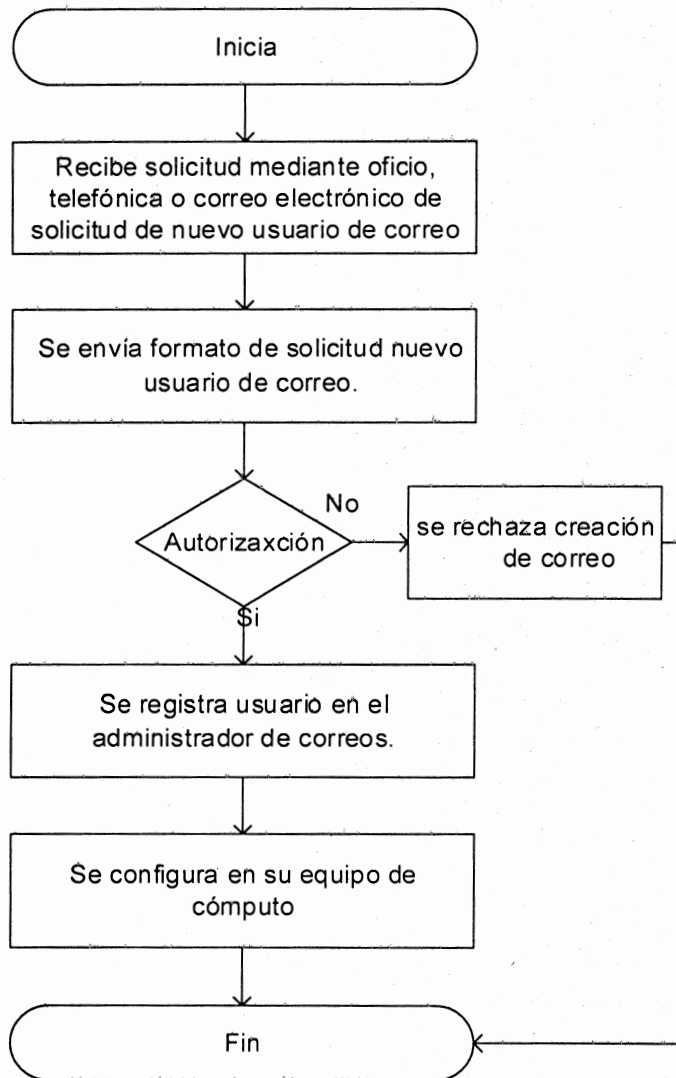 Inicia
Recibe solicitud mediante oficio,
telefónica o correo electrónico de
solicitud de nuevo usuario de correo
Se envía formato de solicitud nuevo
usuario de correo.
No
Autorizaxción
se rechaza creación
de correo
Si
Se registra usuario en el
administrador de correos.
Se configura en su equipo de
cómputo
Fin